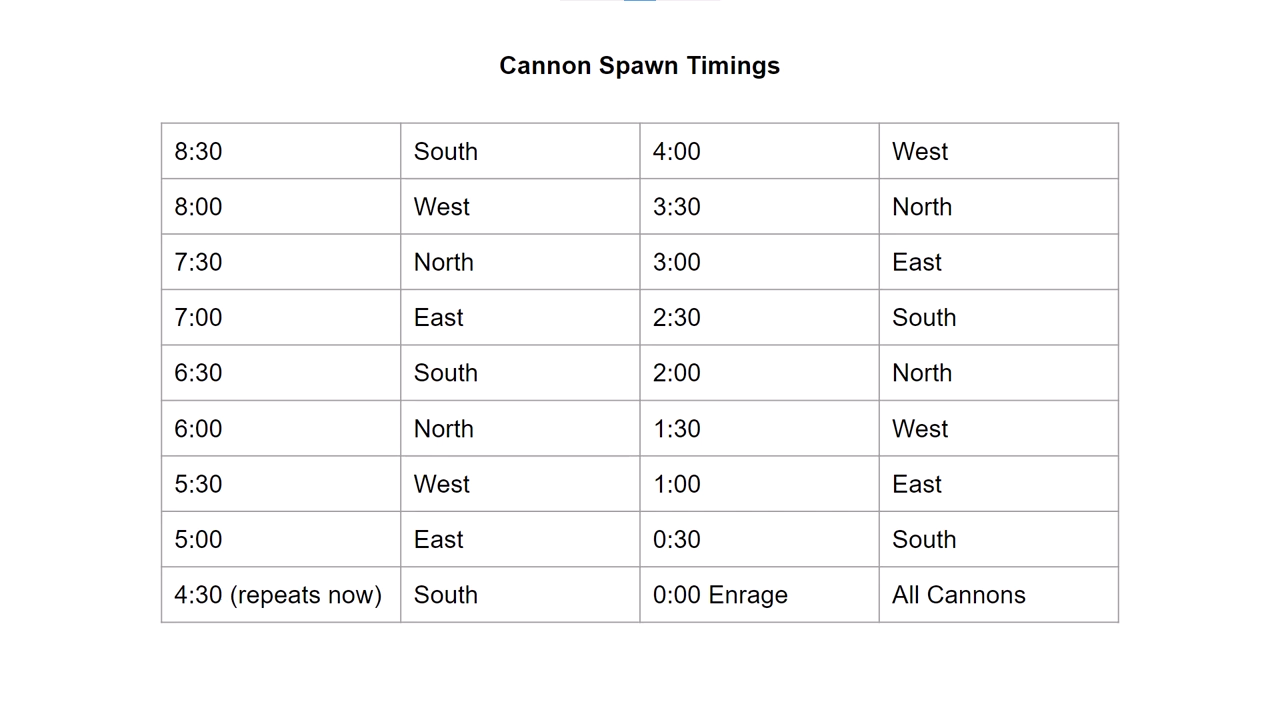 Cannon Spawn Timings
8:30 South 4:00 West
8:00 West 3:30 North
7:30 North 3:00 East
7:00 East 2:30 South
6:30 South 2:00 North
6:00 North 1:30 West
5:30 West 1:00 East
5:00 East 0:30 South
4:30 (repeats now) South 0:00 Enrage All Cannons